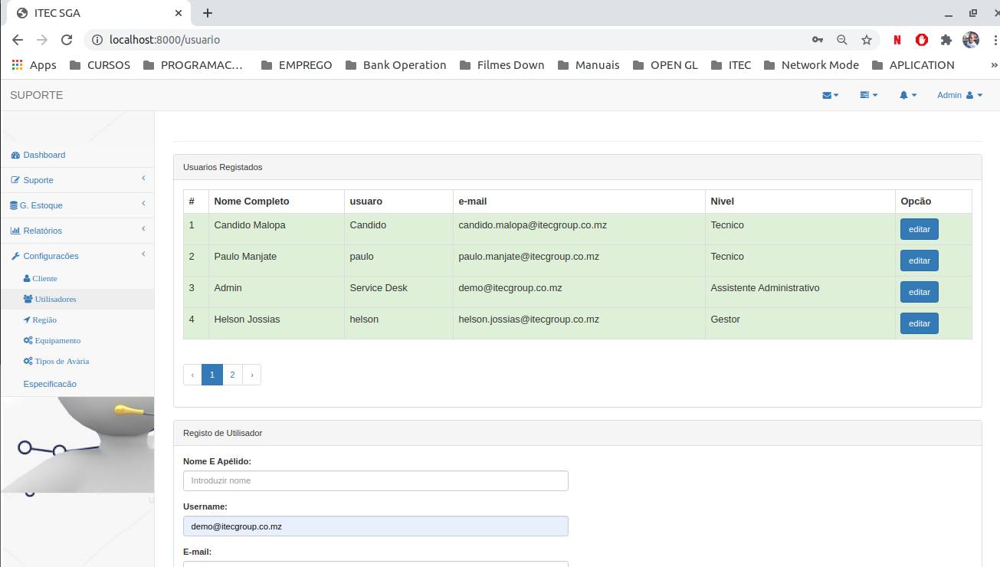 ITEC SGA
localhost:8000/usuario
Apps CURSOS PROGRAMAC... EMPREGO Bank Operation Filmes Down Manuais OPEN GL ITEC Network Mode APLICATION »
SUPORTE
Admin
Dashboard
Suporte
G. Estoque
Relatórios
Configuracões
Cliente
Utilisadores
Região
Equipamento
Tipos de Avària
Especificacão
Usuarios Registados
# Nome Completo usuaro e-mail Nivel Opcão
1 Candido Malopa Candido candido.malopa@itecgroup.co.mz Tecnico editar
2 Paulo Manjate paulo paulo.manjate@itecgroup.co.mz Tecnico editar
3 Admin Service Desk demo@itecgroup.co.mz Assistente Administrativo editar
4 Helson Jossias helson helson.jossias@itecgroup.co.mz Gestor editar
‹ 1 2 ›
Registo de Utilisador
Nome E Apélido:
Introduzir nome
Username:
demo@itecgroup.co.mz
E-mail: